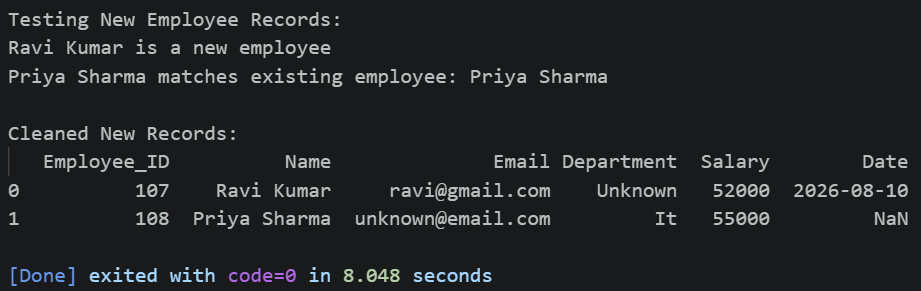 Testing New Employee Records:
Ravi Kumar is a new employee
Priya Sharma matches existing employee: Priya Sharma
Cleaned New Records:
Employee_ID Name Email Department Salary Date
0 107 Ravi Kumar ravi@gmail.com Unknown 52000 2026-08-10
1 108 Priya Sharma unknown@email.com It 55000 NaN
[Done] exited with code=0 in 8.048 seconds